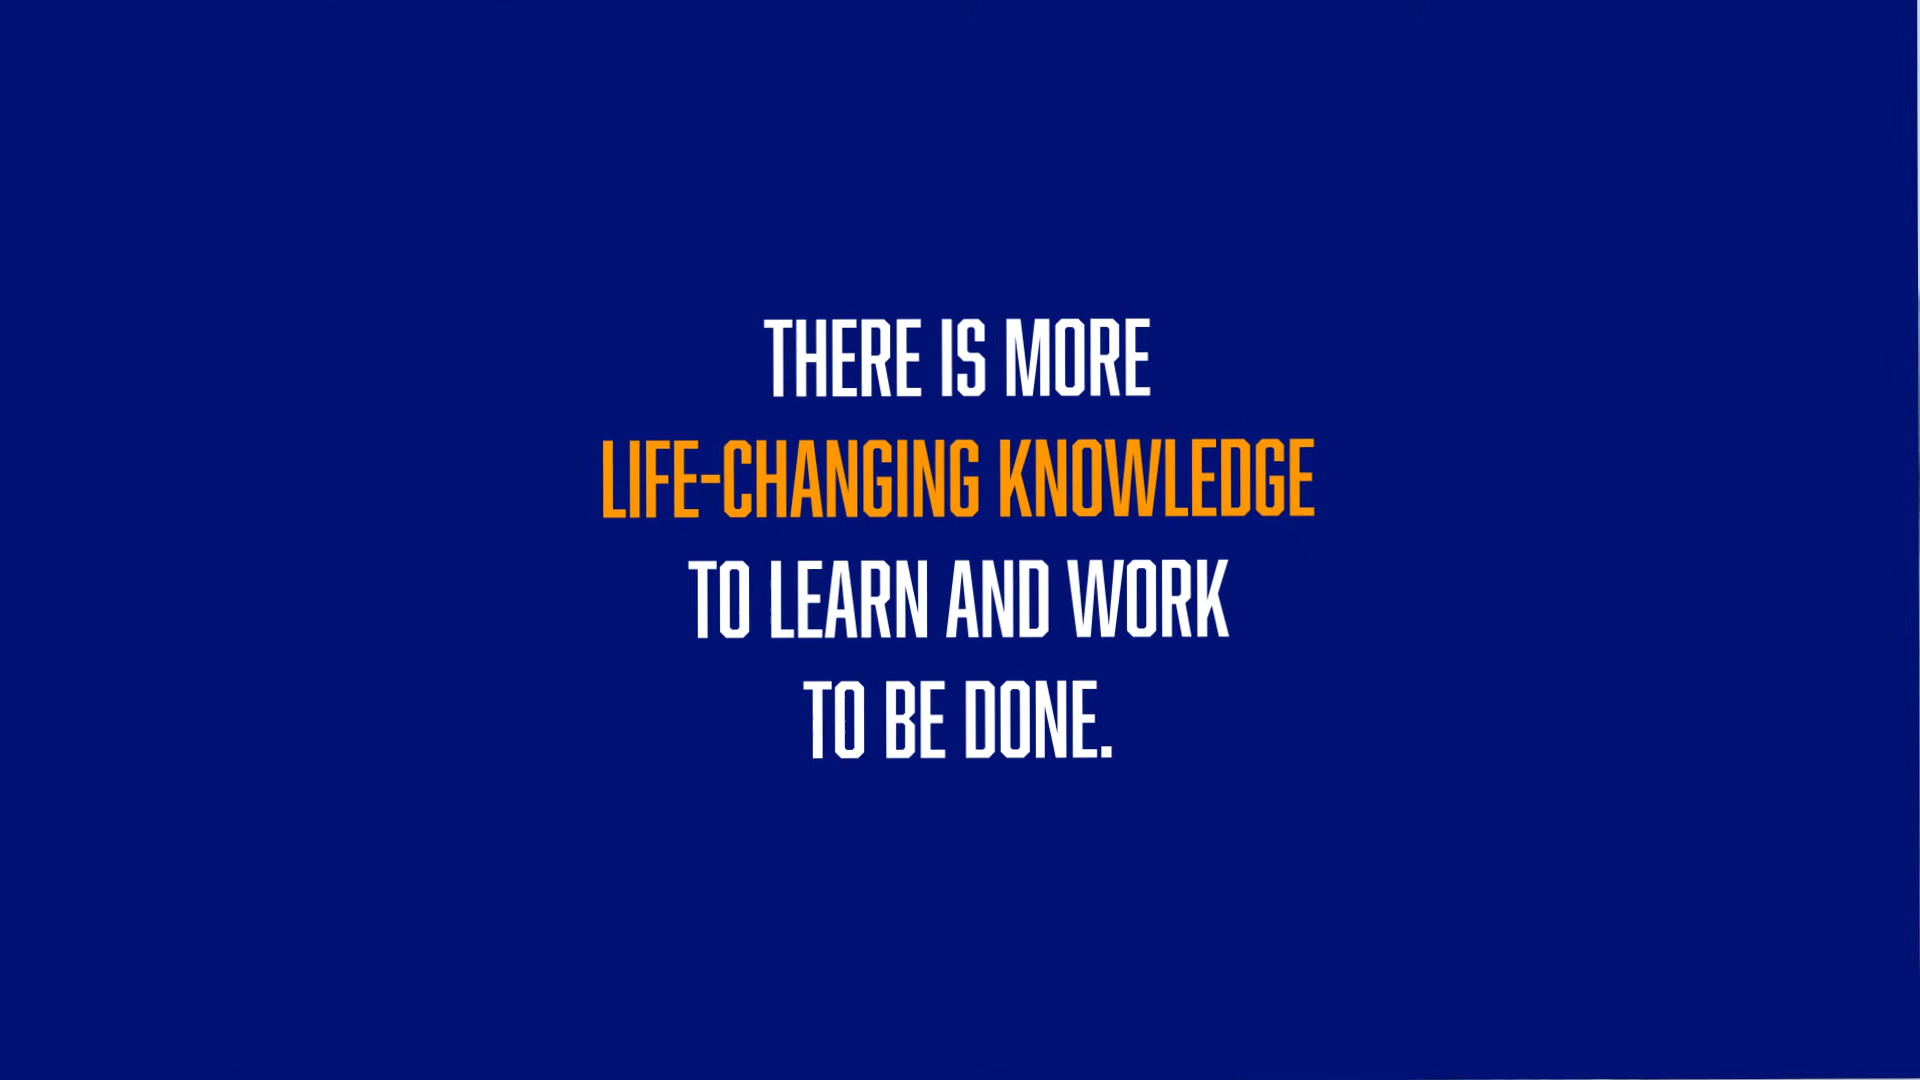 THERE IS MORE
LIFE-CHANGING KNOWLEDGE
TO LEARN AND WORK
TO BE DONE.